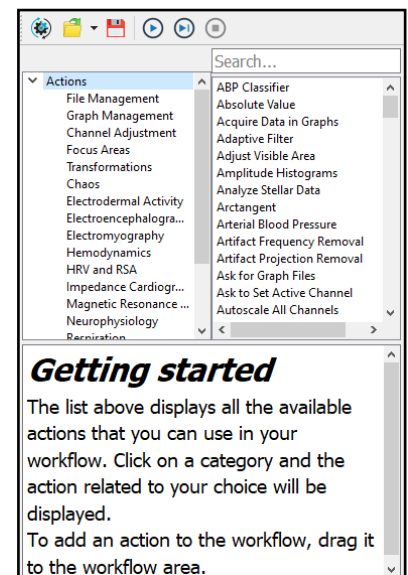 Search...
Actions
File Management
Graph Management
Channel Adjustment
Focus Areas
Transformations
Chaos
Electrodermal Activity
Electroencephalogra...
Electromyography
Hemodynamics
HRV and RSA
Impedance Cardiogr...
Magnetic Resonance ...
Neurophysiology
Respiration
ABP Classifier
Absolute Value
Acquire Data in Graphs
Adaptive Filter
Adjust Visible Area
Amplitude Histograms
Analyze Stellar Data
Arctangent
Arterial Blood Pressure
Artifact Frequency Removal
Artifact Projection Removal
Ask for Graph Files
Ask to Set Active Channel
Autoscale All Channels
Getting started
The list above displays all the available
actions that you can use in your
workflow. Click on a category and the
action related to your choice will be
displayed.
To add an action to the workflow, drag it
to the workflow area.